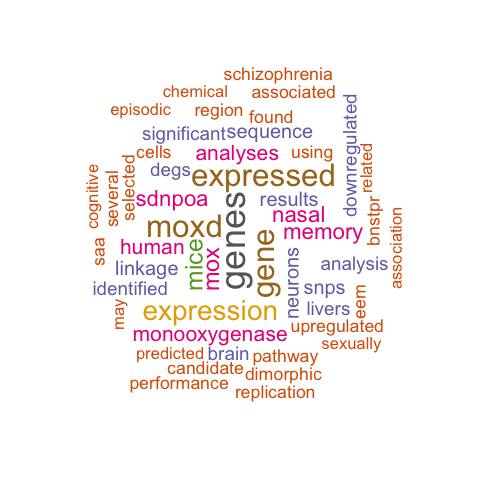 schizophrenia
chemical associated
episodic region found
significant sequence
cells analyses using
degs expressed
downregulated
related
cognitive
several
selected
sdnpoa genes results
nasal
moxd gene memory
bnstpr
association
saa
human mice mox
linkage neurons analysis
identified snps
may expression livers eem
monooxygenase upregulated
sexually
predicted brain pathway
candidate dimorphic
performance
replication